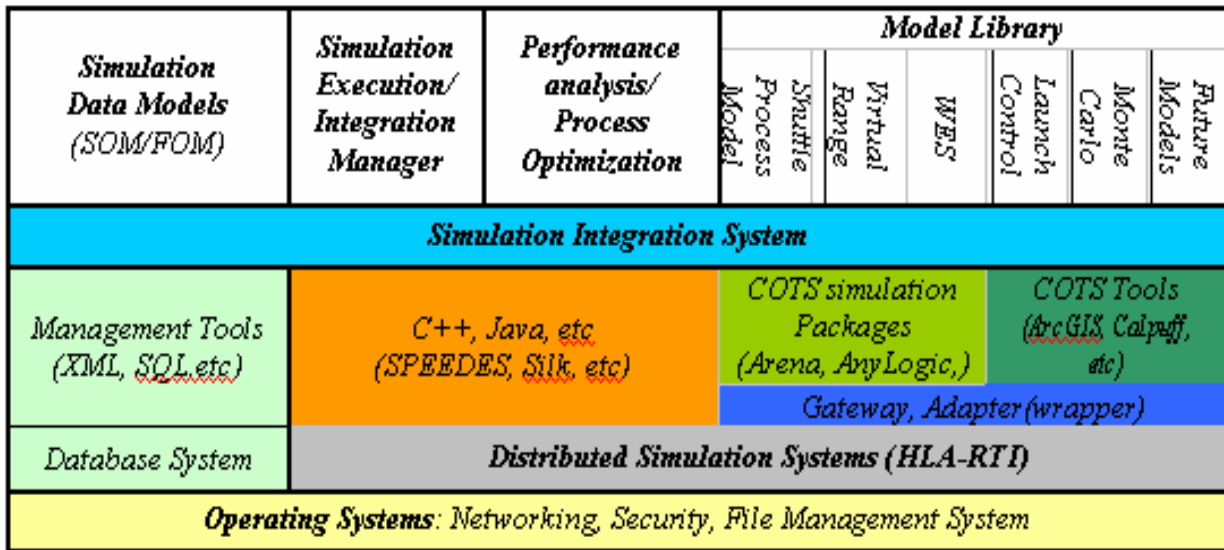 Simulation
Data Models
(SOM/FOM)
Simulation
Execution/
Integration
Manager
Performance
analysis/
Process
Optimization
Model Library
Shuttle
Process
Model
Virtual
Range
WES
Launch
Control
Monte
Carlo
Future
Models
Simulation Integration System
Management Tools
(XML, SQL,etc)
C++, Java, etc
(SPEEDES, Silk, etc)
COTS simulation
Packages
(Arena, AnyLogic,)
COTS Tools
(ArcGIS, Calpuff,
etc)
Gateway, Adapter(wrapper)
Database System
Distributed Simulation Systems (HLA-RTI)
Operating Systems: Networking, Security, File Management System